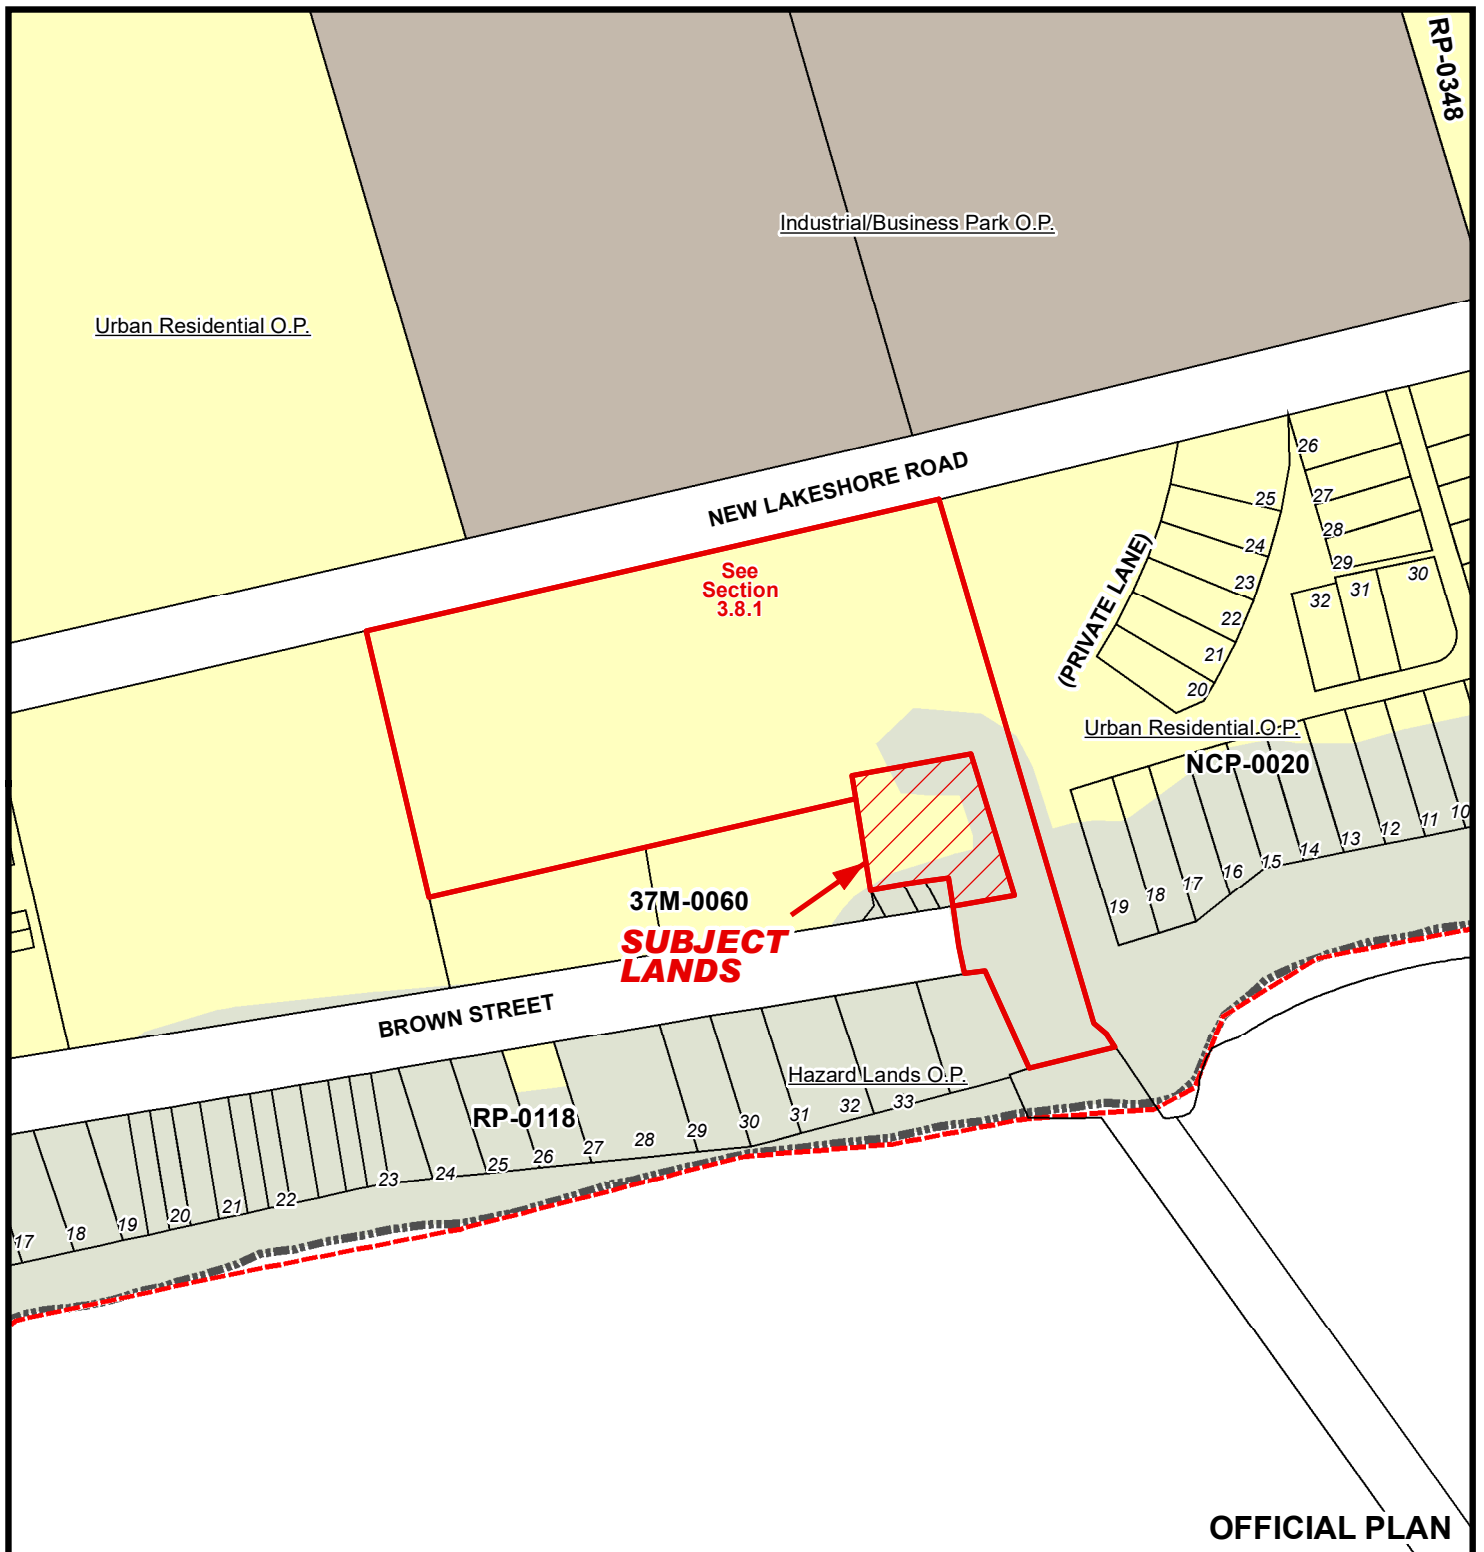 RP-0348
Industrial/Business Park O.P.
Urban Residential O.P.
NEW LAKESHORE ROAD
See
Section
3.8.1
(PRIVATE LANE)
26
25
27
24
28
23
29
22
32
31
30
21
20
Urban Residential O.P.
NCP-0020
19
18
17
16
15
14
13
12
11
10
37M-0060
SUBJECT
LANDS
BROWN STREET
Hazard Lands O.P.
RP-0118
17
18
19
20
21
22
23
24
25
26
27
28
29
30
31
32
33
OFFICIAL PLAN